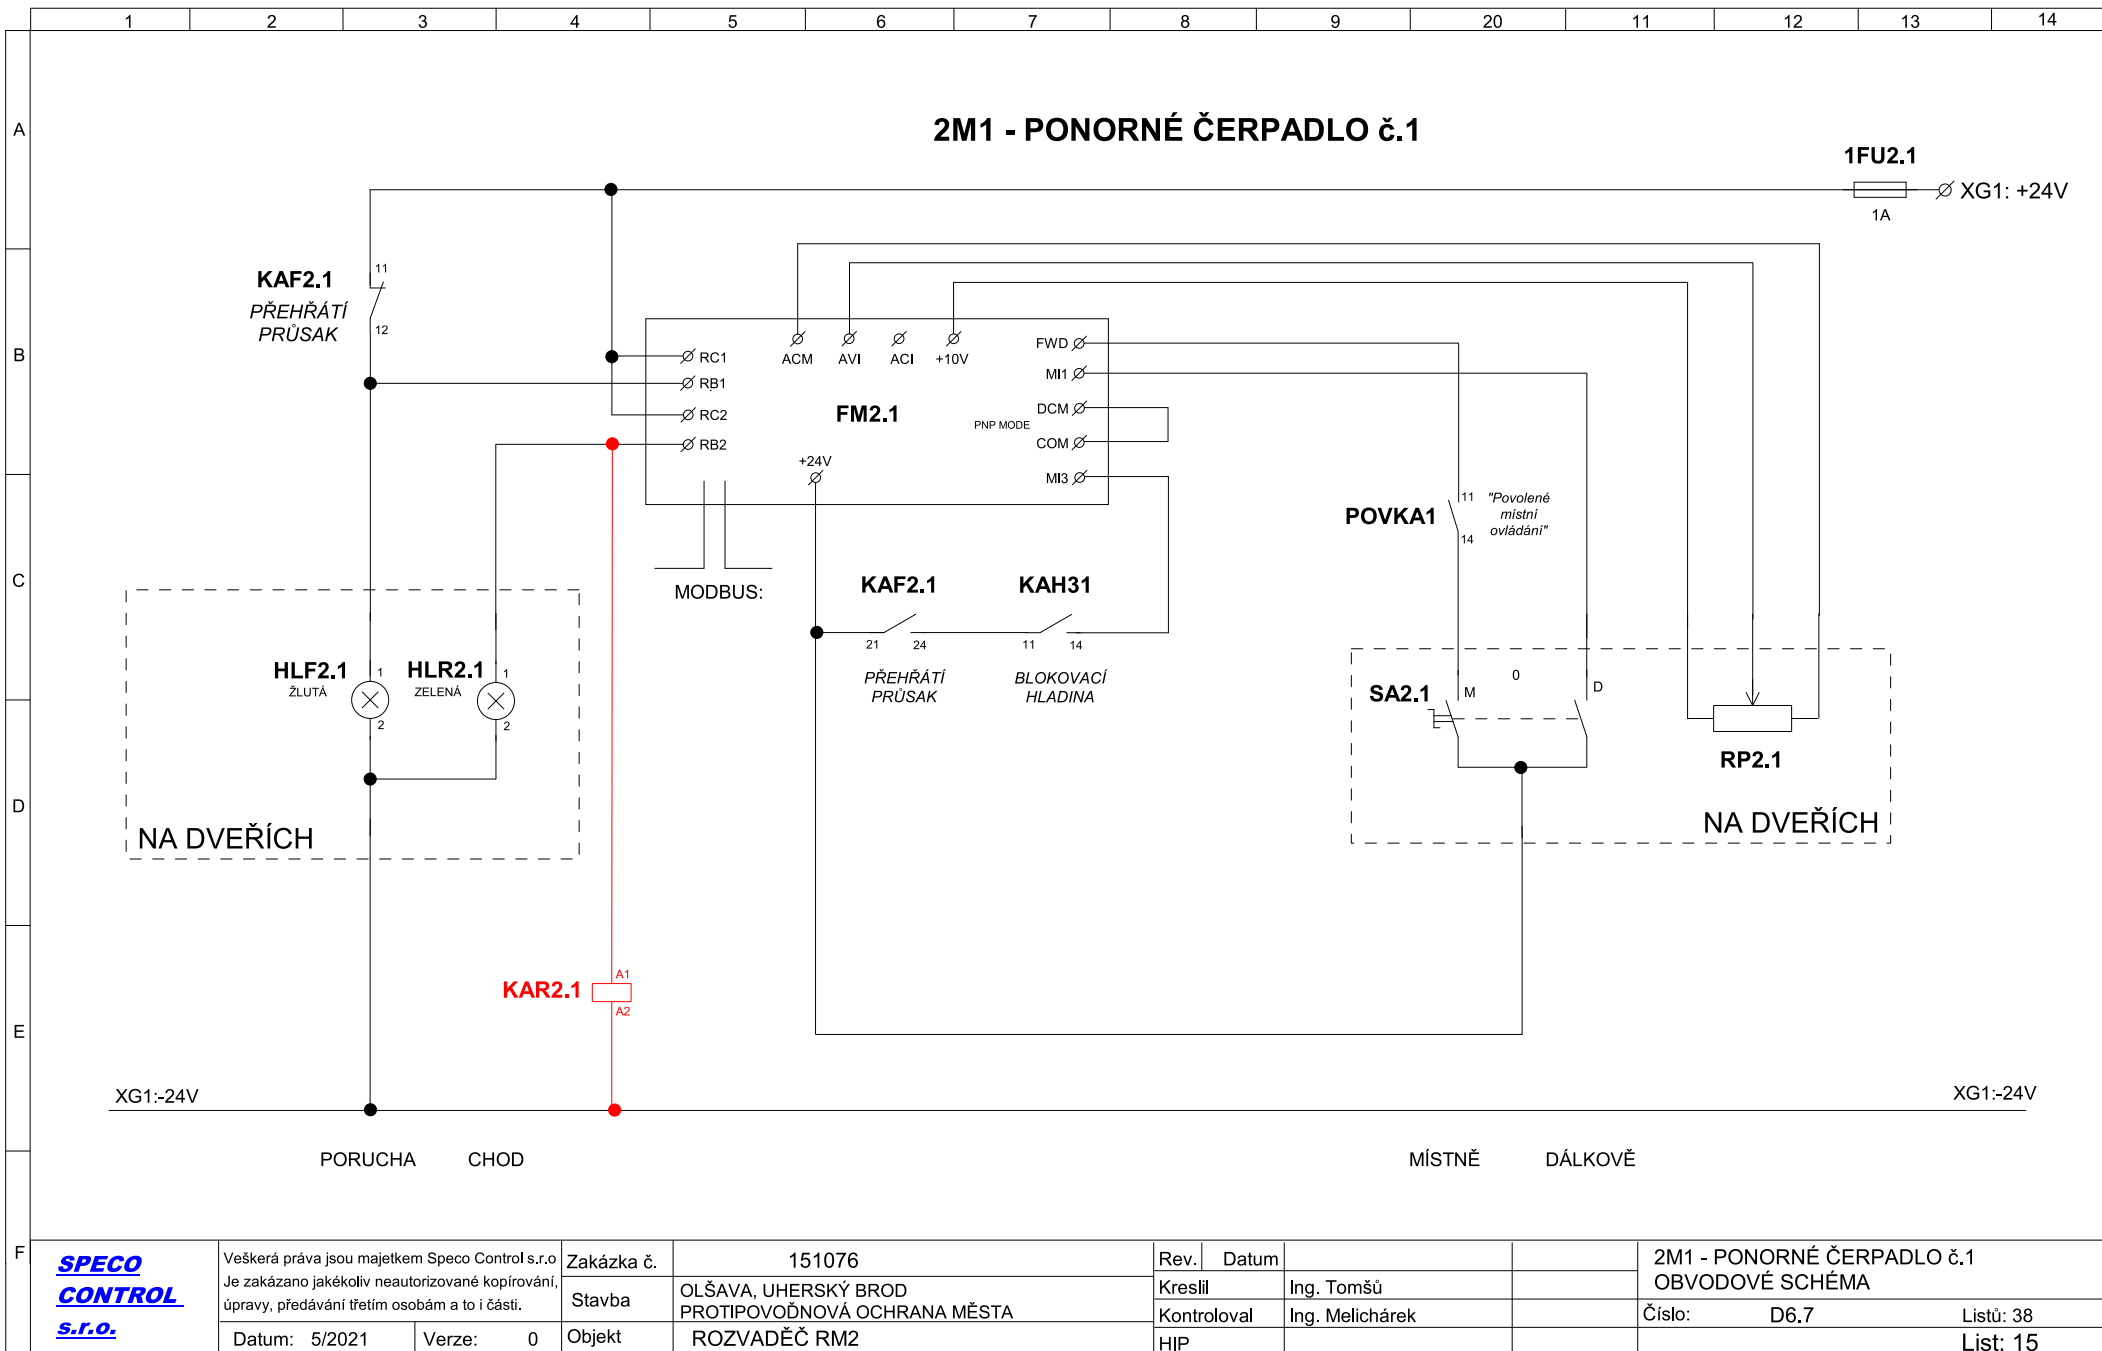 1 2 3 4 5 6 7 8 9 20 11 12 13 14
A
B
C
D
E
F
2M1 - PONORNÉ ČERPADLO č.1
1FU2.1
XG1: +24V
1A
KAF2.1
PŘEHŘÁTÍ
PRŮSAK
11
12
RC1
RB1
RC2
RB2
ACM
AVI
ACI
+10V
FM2.1
PNP MODE
+24V
FWD
MI1
DCM
COM
MI3
MODBUS:
KAF2.1
21 24
PŘEHŘÁTÍ
PRŮSAK
KAH31
11 14
BLOKOVACÍ
HLADINA
POVKA1
11
14
"Povolené
místní
ovládání"
HLF2.1
ŽLUTÁ
1
2
HLR2.1
ZELENÁ
1
2
NA DVEŘÍCH
SA2.1
M
0
D
RP2.1
NA DVEŘÍCH
KAR2.1
A1
A2
XG1:-24V
XG1:-24V
PORUCHA
CHOD
MÍSTNĚ
DÁLKOVĚ
SPECO
CONTROL
s.r.o.
Veškerá práva jsou majetkem Speco Control s.r.o
Je zakázáno jakékoliv neautorizované kopírování,
úpravy, předávání třetím osobám a to i části.
Datum: 5/2021
Verze: 0
Zakázka č. 151076
Stavba
OLŠAVA, UHERSKÝ BROD
PROTIPOVODŇOVÁ OCHRANA MĚSTA
Objekt ROZVADĚČ RM2
Rev. Datum
Kreslil Ing. Tomšů
Kontroloval Ing. Melichárek
HIP
2M1 - PONORNÉ ČERPADLO č.1
OBVODOVÉ SCHÉMA
Číslo: D6.7 Listů: 38
List: 15